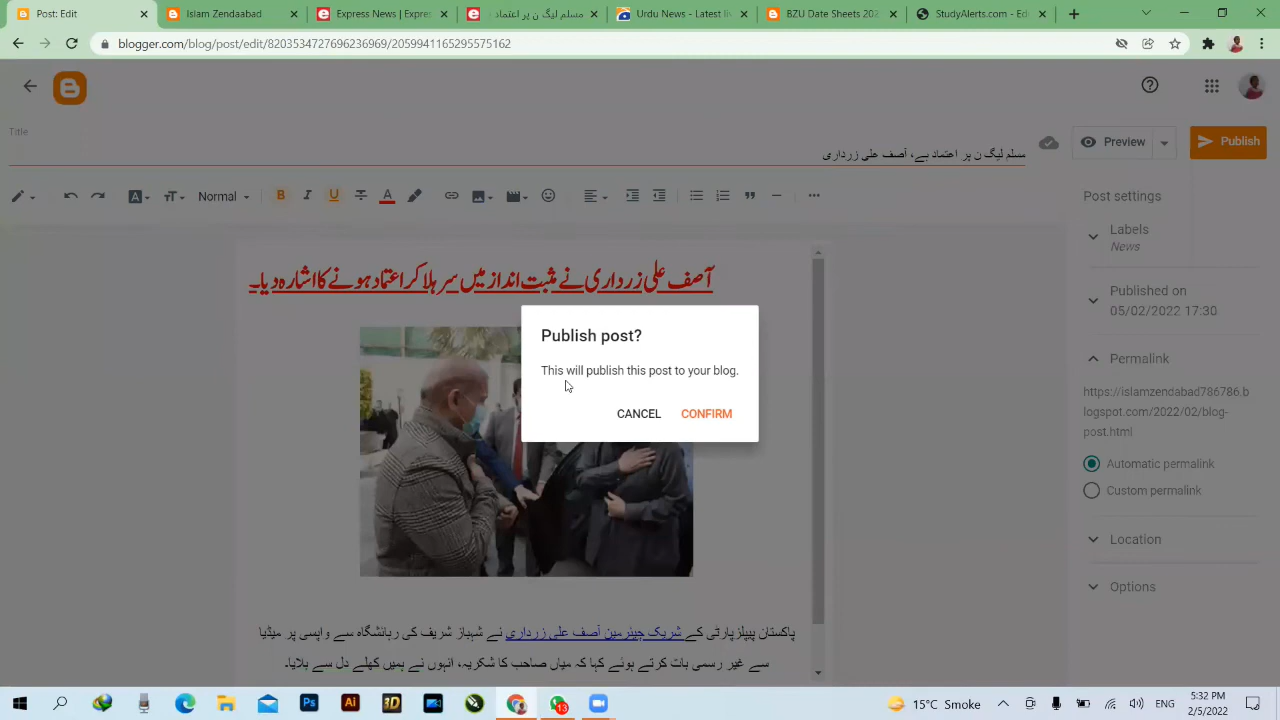 Post: Edit
Islam Zendaabad
Express News | Expres
مسلم لیگ ن پر اعتماد
Urdu News - Latest liv
BZU Date Sheets 202
StudyAlerts.com - Ed
blogger.com/blog/post/edit/8203534727696236969/2059941165295575162
Title
مسلم لیگ ن پر اعتماد ہے، آصف علی زرداری
Preview
Publish
Normal
B I U A
Post settings
Labels
News
Published on
05/02/2022 17:30
Permalink
https://islamzendabad786786.b
logspot.com/2022/02/blog-
post.html
Automatic permalink
Custom permalink
Location
Options
آصف علی زرداری نے مثبت انداز میں سر ہلا کر اعتماد ہونے کا اشارہ دیا۔
Publish post?
This will publish this post to your blog.
CANCEL CONFIRM
پاکستان پیپلزپارٹی کے شریک چیئرمین آصف علی زرداری نے شہباز شریف کی رہائشگاہ سے واپسی پر میڈیا
سے غیر رسمی بات کرتے ہوئے کہا کہ میاں صاحب کا شکریہ، انہوں نے ہمیں کھلے دل سے بلایا۔
Ps Ai 3D 13
15°C Smoke
ENG
5:32 PM
2/5/2022